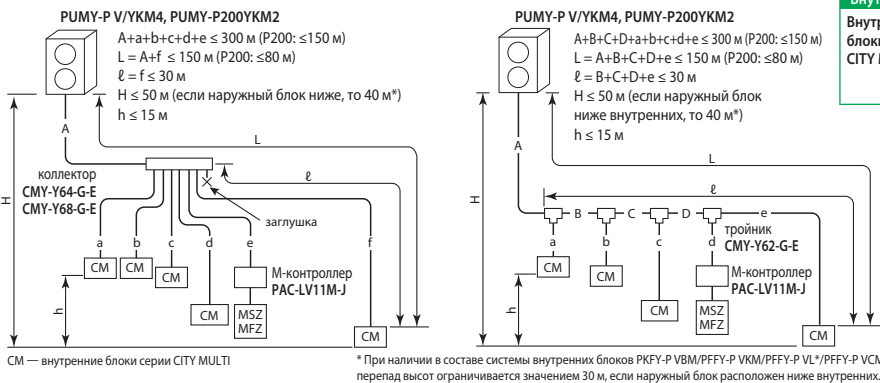 PUMY-P V/YKM4, PUMY-P200YKM2
A+a+b+c+d+e ≤ 300 м (P200: ≤150 м)
L = A+f ≤ 150 м (P200: ≤80 м)
ℓ = f ≤ 30 м
H ≤ 50 м (если наружный блок ниже, то 40 м*)
h ≤ 15 м
A
L
H
коллектор
CMY-Y64-G-E
CMY-Y68-G-E
ℓ
заглушка
a
b
c
d
e
f
CM
CM
CM
М-контроллер
PAC-LV11M-J
h
CM
MSZ
MFZ
CM
CM — внутренние блоки серии CITY MULTI
PUMY-P V/YKM4, PUMY-P200YKM2
A+B+C+D+a+b+c+d+e ≤ 300 м (P200: ≤150 м)
L = A+B+C+D+e ≤ 150 м (P200: ≤80 м)
ℓ = B+C+D+e ≤ 30 м
H ≤ 50 м (если наружный блок
ниже внутренних, то 40 м*)
h ≤ 15 м
A
L
H
ℓ
B
C
D
e
тройник
CMY-Y62-G-E
a
b
c
d
CM
CM
М-контроллер
PAC-LV11M-J
h
CM
MSZ
MFZ
CM
* При наличии в составе системы внутренних блоков PKFY-P VBM/PFFY-P VKM/PFFY-P VL*/PFFY-P VCM
перепад высот ограничивается значением 30 м, если наружный блок расположен ниже внутренних.
Внут
блок
CITY M